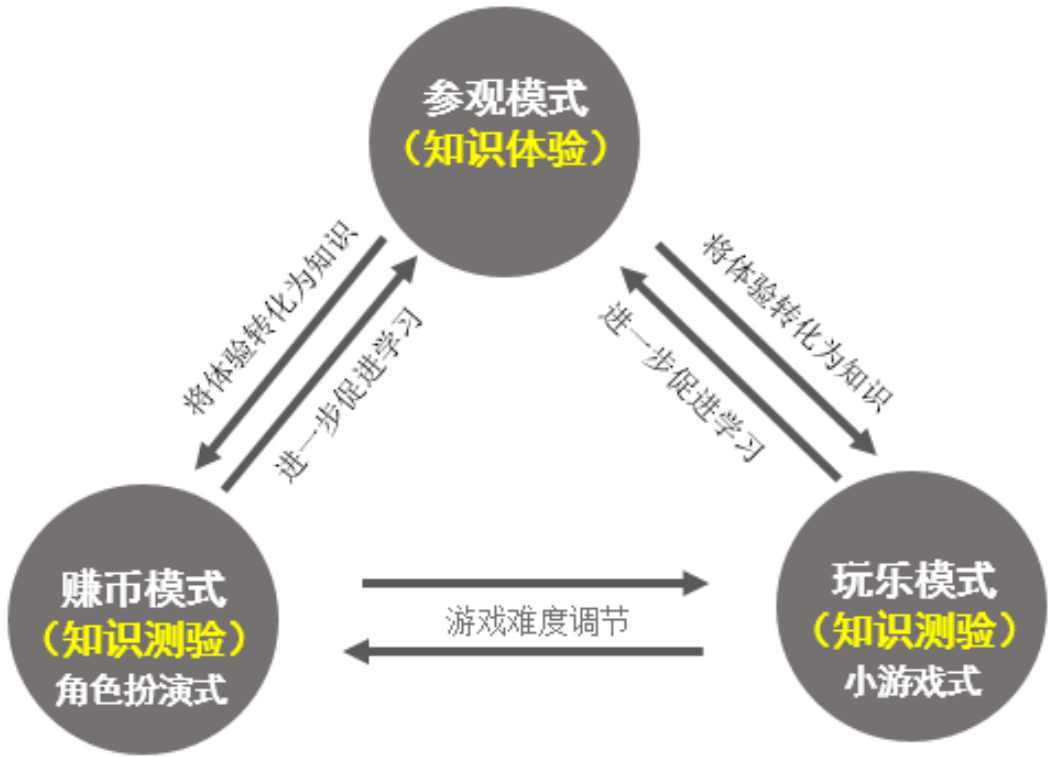 参观模式
（知识体验）
将体验转化为知识
进一步促进学习
将体验转化为知识
进一步促进学习
赚币模式
（知识测验）
角色扮演式
游戏难度调节
玩乐模式
（知识测验）
小游戏式